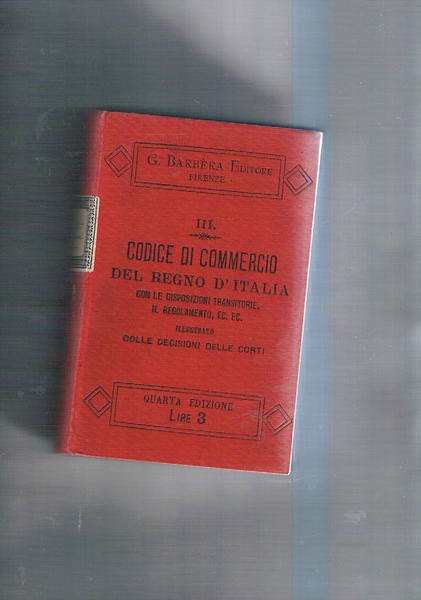 G. BARBÈRA EDITORE
FIRENZE
III.
CODICE DI COMMERCIO
DEL REGNO D'ITALIA
CON LE DISPOSIZIONI TRANSITORIE,
IL REGOLAMENTO, EC. EC.
ILLUSTRATO
COLLE DECISIONI DELLE CORTI
QUARTA EDIZIONE
LIRE 3